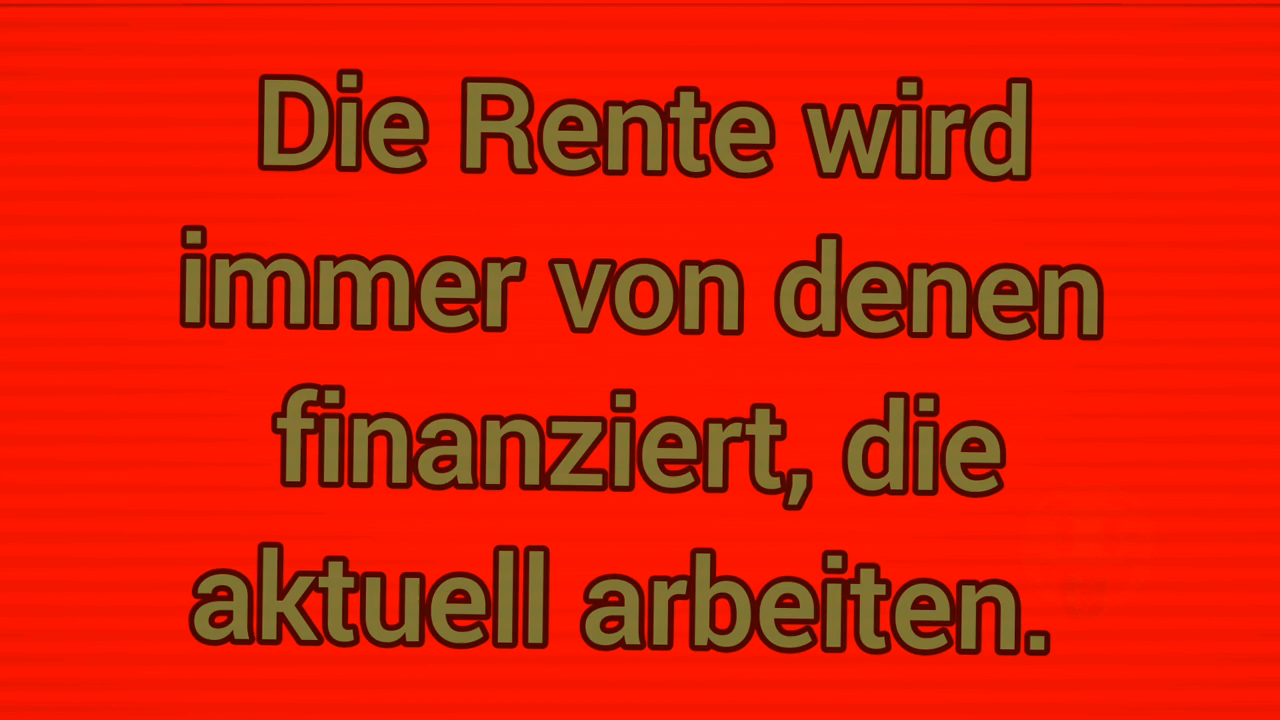 Die Rente wird
immer von denen
finanziert, die
aktuell arbeiten.